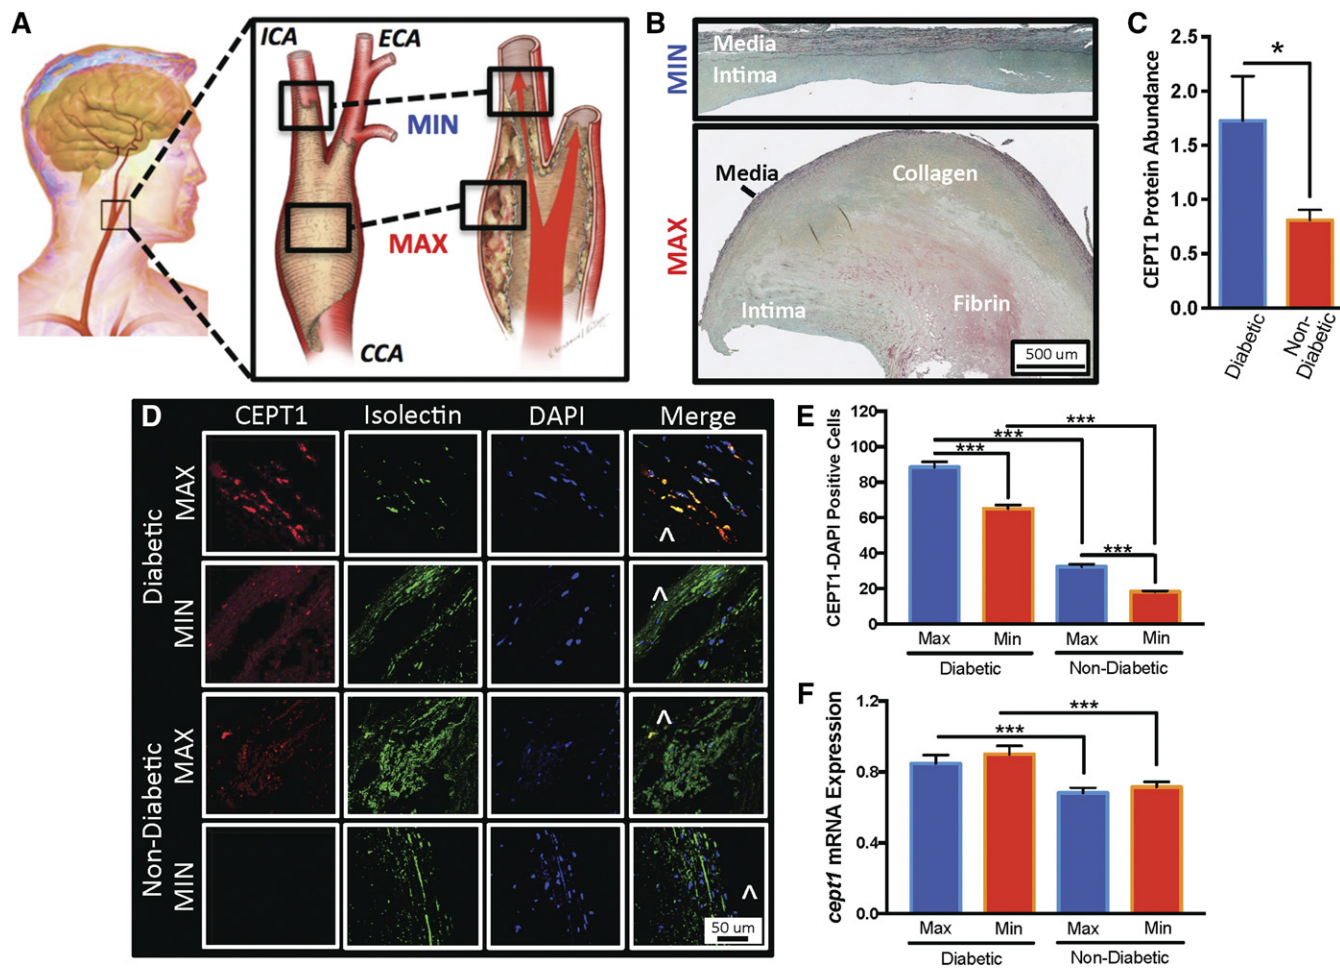 A
ICA
ECA
MIN
MAX
CCA
B
MIN
Media
Intima
MAX
Media
Collagen
Intima
Fibrin
500 um
C
CEPT1 Protein Abundance
2.5
2.0
1.5
1.0
0.5
0.0
*
Diabetic
Non-
Diabetic
D
CEPT1 Isolectin DAPI Merge
Diabetic
MAX
^
MIN
^
Non-Diabetic
MAX
^
MIN
^
50 um
E
CEPT1-DAPI Positive Cells
120
100
80
60
40
20
0
***
***
***
***
Max Min Max Min
Diabetic Non-Diabetic
F
cept1 mRNA Expression
1.2
0.8
0.4
0.0
***
***
Max Min Max Min
Diabetic Non-Diabetic